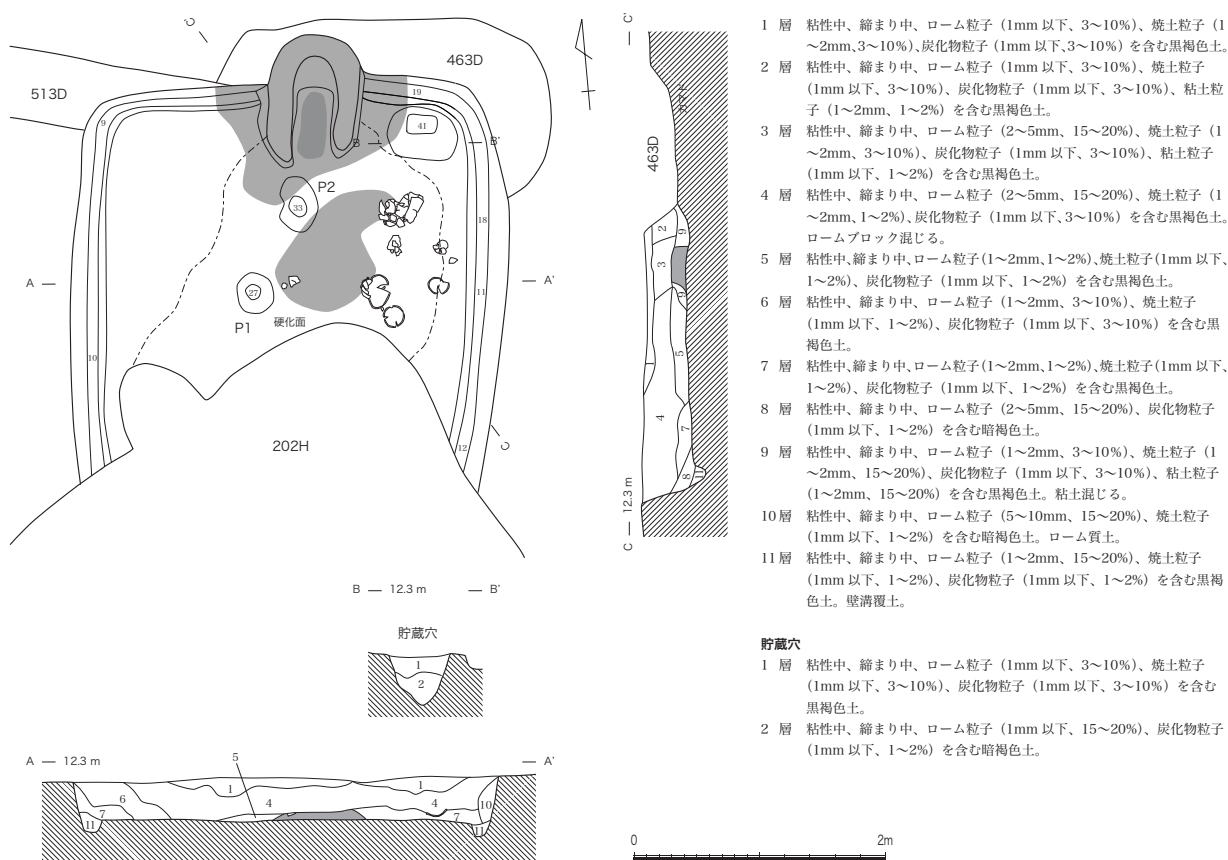 C'
463D
513D
9
19
41
B
B'
P2
33
18
A
A'
27
11
P1
硬化面
10
202H
12
C
B
12.3 m
B'
貯蔵穴
1
2
A
12.3 m
A'
5
1
1
6
4
4
10
7
7
11
11
C'
カマド
463D
2
9
3
9
1
5
4
7
8
11
C
12.3 m
0
2m
1 層 粘性中、締まり中、ローム粒子（1mm 以下、3～10%）、焼土粒子（1
～2mm、3～10%）、炭化物粒子（1mm 以下、3～10%）を含む黒褐色土。
2 層 粘性中、締まり中、ローム粒子（1mm 以下、3～10%）、焼土粒子
（1mm 以下、3～10%）、炭化物粒子（1mm 以下、3～10%）、粘土粒
子（1～2mm、1～2%）を含む黒褐色土。
3 層 粘性中、締まり中、ローム粒子（2～5mm、15～20%）、焼土粒子（1
～2mm、3～10%）、炭化物粒子（1mm 以下、3～10%）、粘土粒子
（1mm 以下、1～2%）を含む黒褐色土。
4 層 粘性中、締まり中、ローム粒子（2～5mm、15～20%）、焼土粒子（1
～2mm、1～2%）、炭化物粒子（1mm 以下、3～10%）を含む黒褐色土。
ロームブロック混じる。
5 層 粘性中、締まり中、ローム粒子（1～2mm、1～2%）、焼土粒子（1mm 以下、
1～2%）、炭化物粒子（1mm 以下、1～2%）を含む黒褐色土。
6 層 粘性中、締まり中、ローム粒子（1～2mm、3～10%）、焼土粒子
（1mm 以下、1～2%）、炭化物粒子（1mm 以下、3～10%）を含む黒
褐色土。
7 層 粘性中、締まり中、ローム粒子（1～2mm、1～2%）、焼土粒子（1mm 以下、
1～2%）、炭化物粒子（1mm 以下、1～2%）を含む黒褐色土。
8 層 粘性中、締まり中、ローム粒子（2～5mm、15～20%）、炭化物粒子
（1mm 以下、1～2%）を含む暗褐色土。
9 層 粘性中、締まり中、ローム粒子（1～2mm、3～10%）、焼土粒子（1
～2mm、15～20%）、炭化物粒子（1mm 以下、3～10%）、粘土粒子
（1～2mm、15～20%）を含む黒褐色土。粘土混じる。
10 層 粘性中、締まり中、ローム粒子（5～10mm、15～20%）、焼土粒子
（1mm 以下、1～2%）を含む暗褐色土。ローム質土。
11 層 粘性中、締まり中、ローム粒子（1～2mm、15～20%）、焼土粒子
（1mm 以下、1～2%）、炭化物粒子（1mm 以下、1～2%）を含む黒褐
色土。壁溝覆土。
貯蔵穴
1 層 粘性中、締まり中、ローム粒子（1mm 以下、3～10%）、焼土粒子
（1mm 以下、3～10%）、炭化物粒子（1mm 以下、3～10%）を含む
黒褐色土。
2 層 粘性中、締まり中、ローム粒子（1mm 以下、15～20%）、炭化物粒子
（1mm 以下、1～2%）を含む暗褐色土。